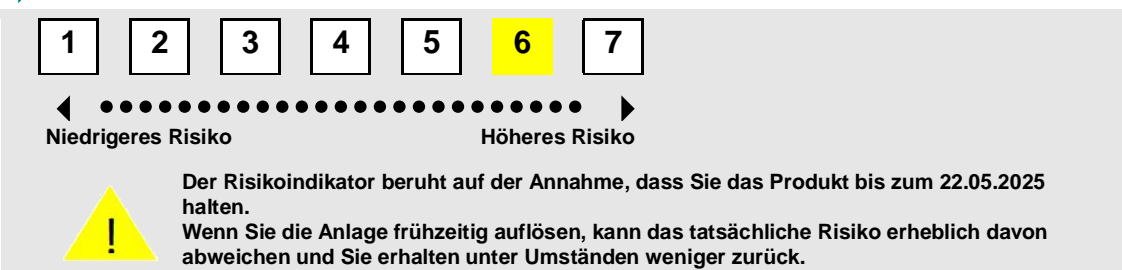 1 2 3 4 5 6 7
Niedrigeres Risiko Höheres Risiko
Der Risikoindikator beruht auf der Annahme, dass Sie das Produkt bis zum 22.05.2025
halten.
Wenn Sie die Anlage frühzeitig auflösen, kann das tatsächliche Risiko erheblich davon
abweichen und Sie erhalten unter Umständen weniger zurück.
!